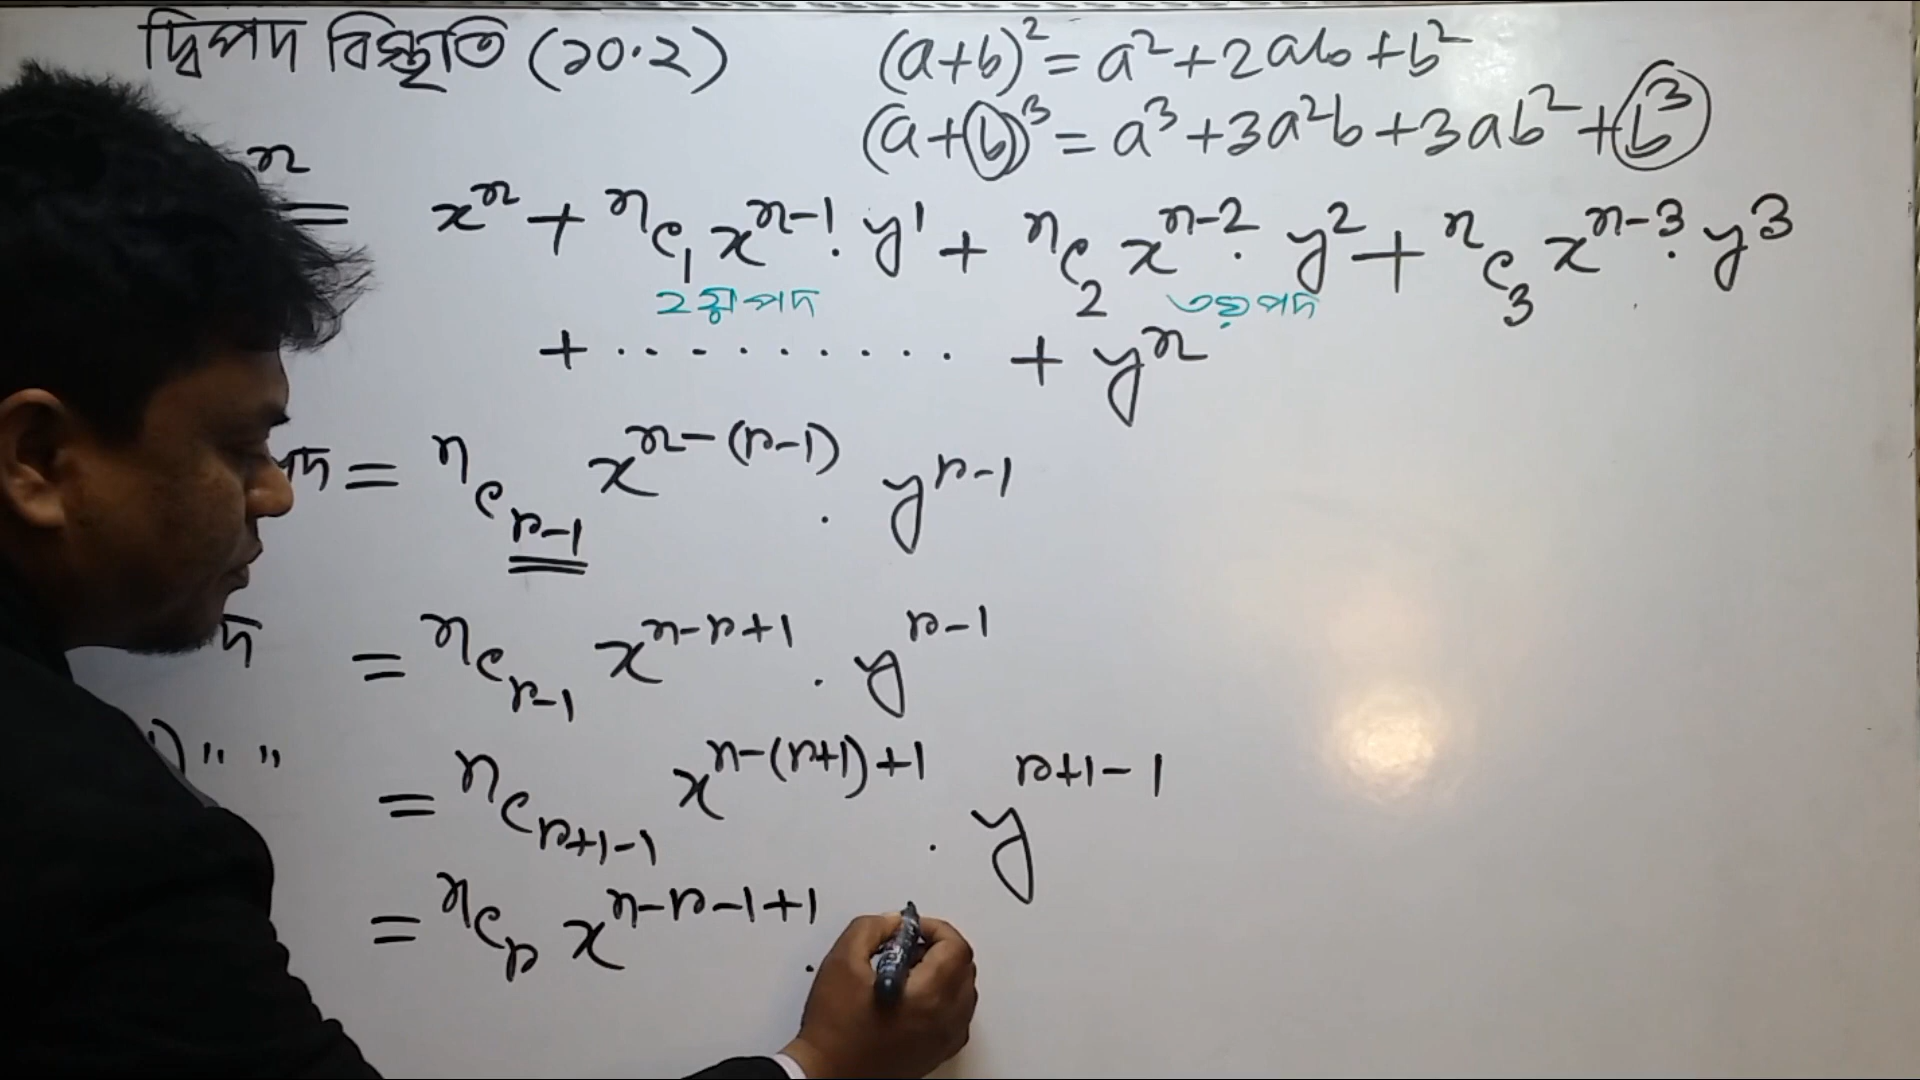 দ্বিপদ বিস্তৃতি (১০.২)
(a+b)² = a² + 2ab + b²
(a+b)³ = a³ + 3a²b + 3ab² + b³
ⁿ = xⁿ + ⁿC₁ xⁿ⁻¹. y¹ + ⁿC₂ xⁿ⁻². y² + ⁿC₃ xⁿ⁻³. y³
২য় পদ ৩য় পদ
+ .......... + yⁿ
পদ = ⁿC_{r-1} x^{n-(r-1)} . y^{r-1}
দ = ⁿC_{r-1} x^{n-r+1} . y^{r-1}
) " " = ⁿC_{r+1-1} x^{n-(r+1)+1} . y^{r+1-1}
= ⁿC_r x^{n-r-1+1} .